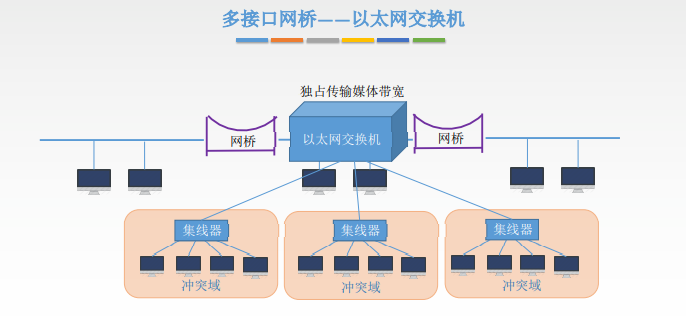 多接口网桥——以太网交换机
独占传输媒体带宽
网桥
以太网交换机
网桥
集线器
集线器
集线器
冲突域
冲突域
冲突域